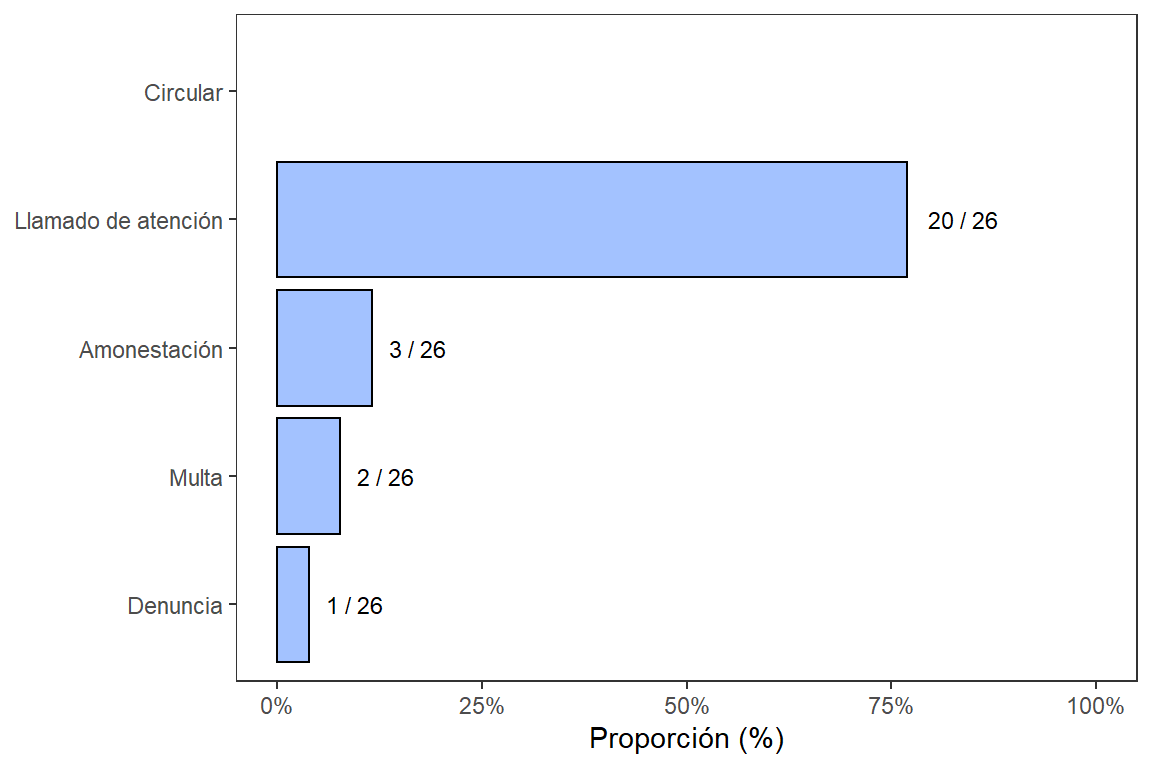 Circular
Llamado de atención 20 / 26
Amonestación 3 / 26
Multa 2 / 26
Denuncia 1 / 26
0% 25% 50% 75% 100%
Proporción (%)